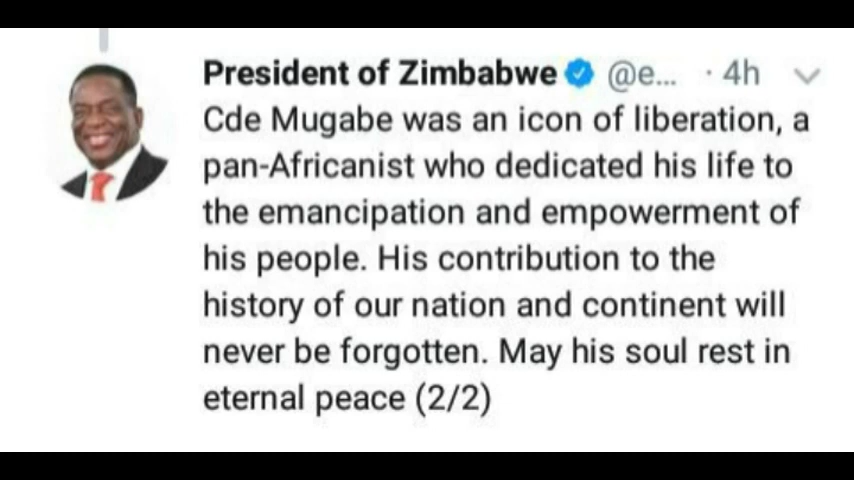 President of Zimbabwe @e... · 4h
Cde Mugabe was an icon of liberation, a
pan-Africanist who dedicated his life to
the emancipation and empowerment of
his people. His contribution to the
history of our nation and continent will
never be forgotten. May his soul rest in
eternal peace (2/2)